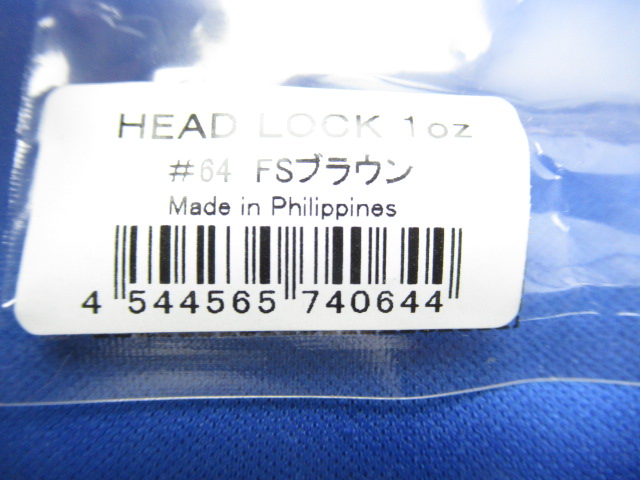 HEAD LOCK 1oz
#64 FSブラウン
Made in Philippines
4 544565 740644